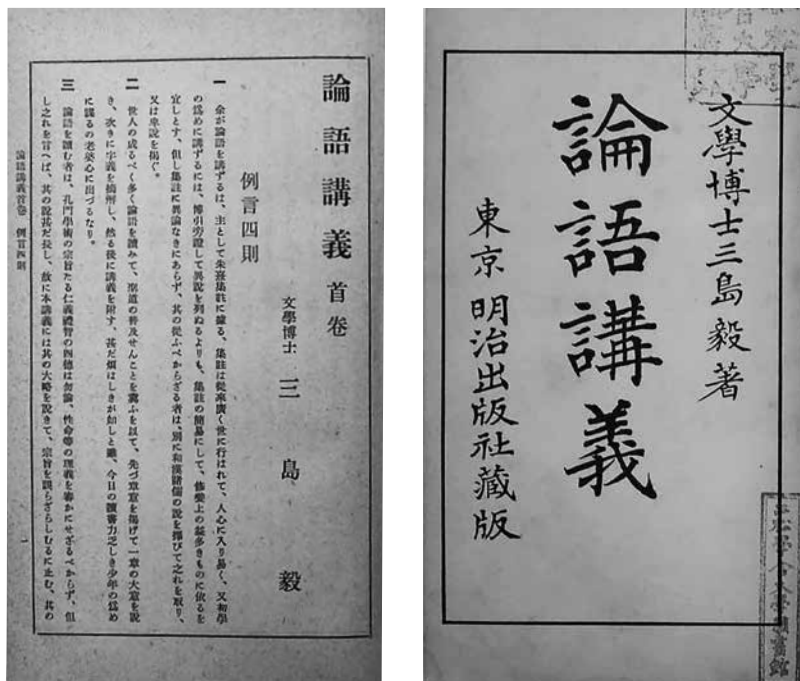 文學博士三島毅著
論語講義
東京 明治出版社藏版
論語講義 首卷
文學博士 三島毅
例言四則
一 余が論語を講ずるは、主として朱熹集註に據る、集註は從來廣く世に行はれて、人心に入り易く、又初學
の爲めに講ずるには、博引旁證して異說を列ぬるよりも、集註の簡易にして、修養上の益多きものに依るを
宜しとす、但し集註に異論なきにあらず、其の從ふべからざる者は、別に和漢諸儒の說を擇びて之れを取り、
又は卑說を揭ぐ。
二 世人の成るべく多く論語を讀みて、聖道の普及せんことを冀ふを以て、先づ章意を揭げて一章の大意を說
き、次ぎに字義を摘解し、然る後に講義を附す、甚だ煩はしきが如しと雖、今日の讀書力乏しき少年の爲め
に謀るの老婆心に出づるなり。
三 論語を讀む者は、孔門學術の宗旨たる仁義禮智の四德は勿論、性命等の理義を審かにせざるべからず、但
し之れを言へば、其の說甚だ長し、故に本講義には其の大略を說きて、宗旨を誤らざらしむるに止む、其の
論語講義首卷 例言四則 一